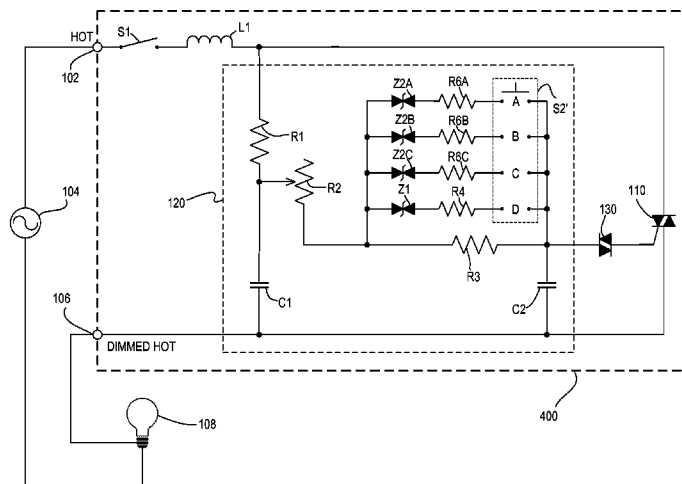 HOT
S1
L1
102
Z2A
R6A
A
S2'
Z2B
R6B
B
R1
Z2C
R6C
C
R2
120
Z1
R4
D
110
104
130
R3
106
C1
C2
DIMMED HOT
400
108